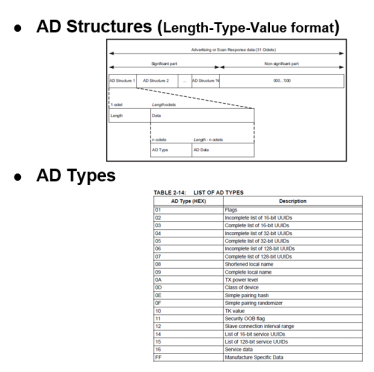 ● AD Structures (Length-Type-Value format)
Advertising or Scan Response data (31 Octets)
Significant part Non-significant part
AD Structure 1 AD Structure 2 ... AD Structure N 000...000
1 octet Length octets
Length Data
n octets Length - n octets
AD Type AD Data
● AD Types
TABLE 2-14: LIST OF AD TYPES
AD Type (HEX) Description
01 Flags
02 Incomplete list of 16-bit UUIDs
03 Complete list of 16-bit UUIDs
04 Incomplete list of 32-bit UUIDs
05 Complete list of 32-bit UUIDs
06 Incomplete list of 128-bit UUIDs
07 Complete list of 128-bit UUIDs
08 Shortened local name
09 Complete local name
0A TX power level
0D Class of device
0E Simple pairing hash
0F Simple pairing randomizer
10 TK value
11 Security OOB flag
12 Slave connection interval range
14 List of 16-bit service UUIDs
15 List of 128-bit service UUIDs
16 Service data
FF Manufacture Specific Data